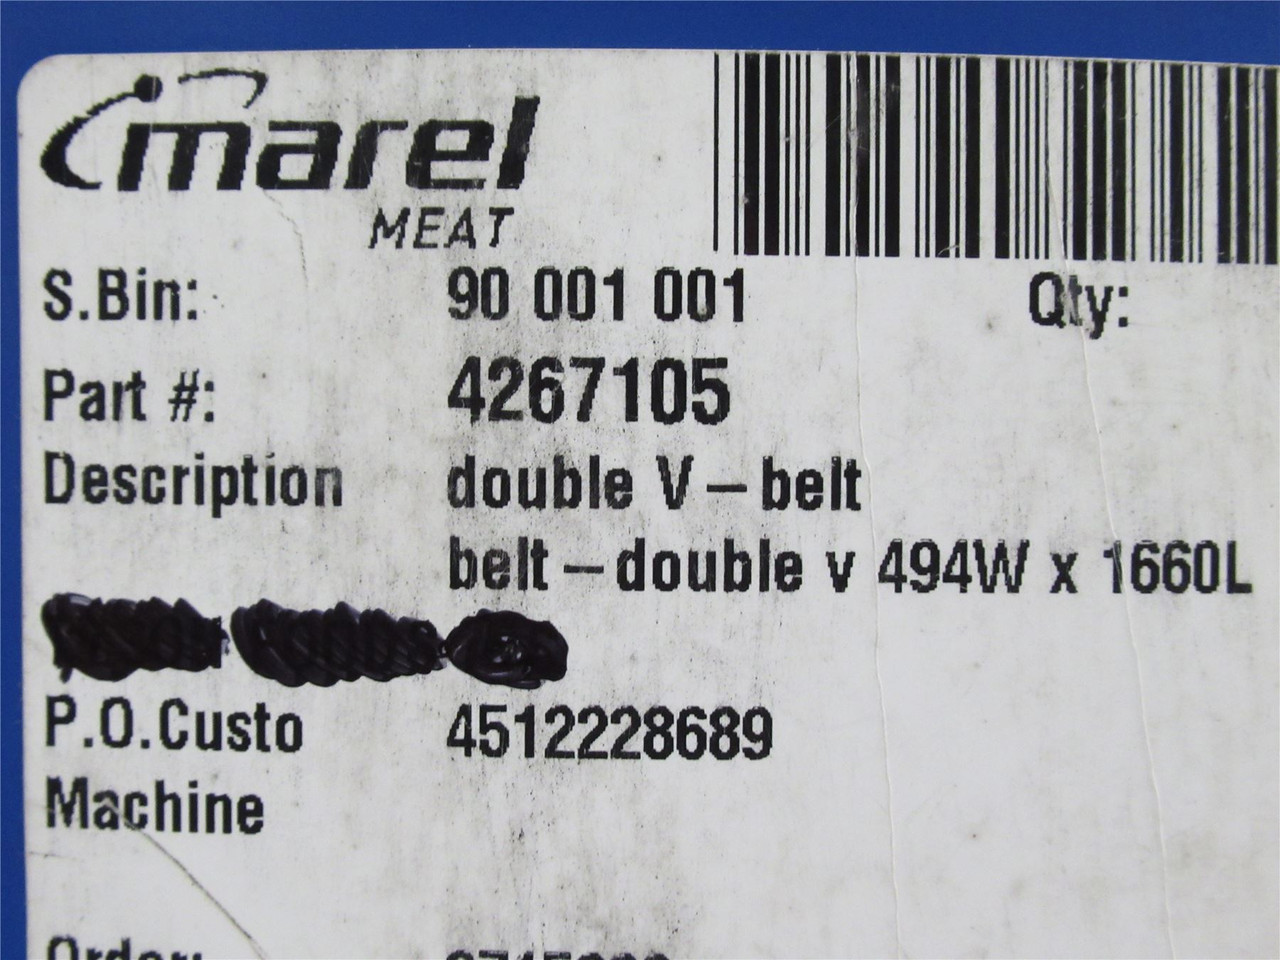 marel
MEAT
S.Bin: 90 001 001 Qty:
Part #: 4267105
Description double V-belt
belt-double v 494W x 1660L
P.O.Custo 4512228689
Machine
Order: